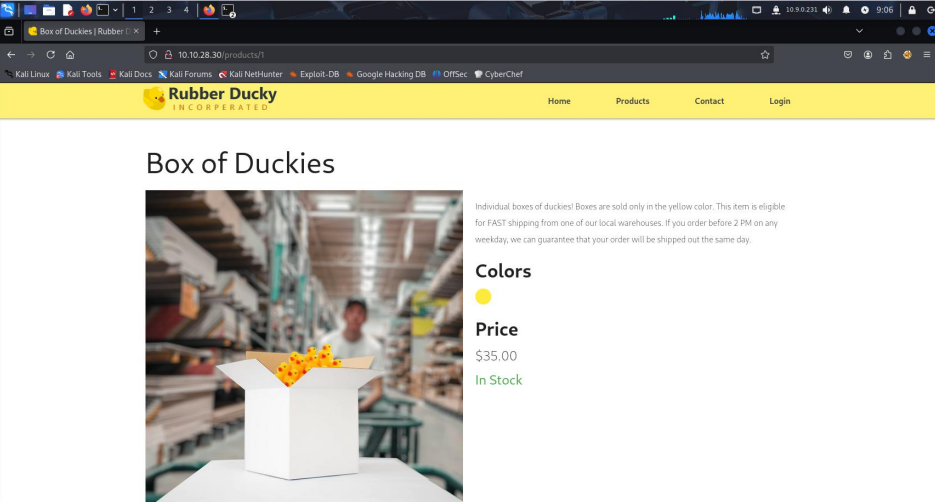 1 2 3 4
10.9.0.231
9:06
Box of Duckies | Rubber D
10.10.28.30/products/1
Kali Linux Kali Tools Kali Docs Kali Forums Kali NetHunter Exploit-DB Google Hacking DB OffSec CyberChef
Rubber Ducky
INCORPERATED
Home Products Contact Login
Box of Duckies
Individual boxes of duckies! Boxes are sold only in the yellow color. This item is eligible
for FAST shipping from one of our local warehouses. If you order before 2 PM on any
weekday, we can guarantee that your order will be shipped out the same day.
Colors
Price
$35.00
In Stock